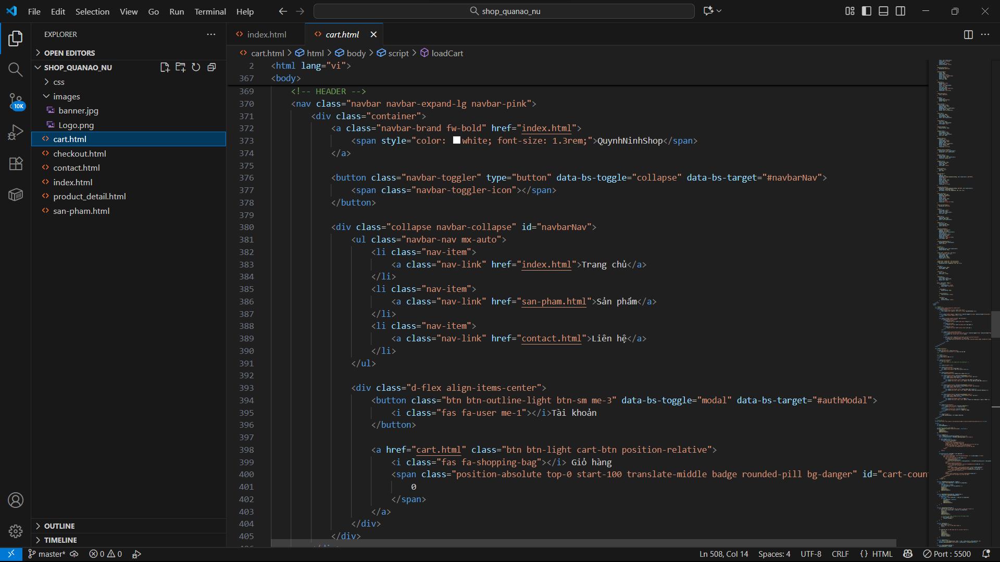 File Edit Selection View Go Run Terminal Help
shop_quanao_nu
EXPLORER
OPEN EDITORS
SHOP_QUANAO_NU
css
images
banner.jpg
Logo.png
cart.html
checkout.html
contact.html
index.html
product_detail.html
san-pham.html
OUTLINE
TIMELINE
10K
index.html
cart.html
cart.html > html > body > script > loadCart
2 <html lang="vi">
367 <body>
369 <!-- HEADER -->
370 <nav class="navbar navbar-expand-lg navbar-pink">
371 <div class="container">
372 <a class="navbar-brand fw-bold" href="index.html">
373 <span style="color: white; font-size: 1.3rem;">QuynhNinhShop</span>
374 </a>
375
376 <button class="navbar-toggler" type="button" data-bs-toggle="collapse" data-bs-target="#navbarNav">
377 <span class="navbar-toggler-icon"></span>
378 </button>
379
380 <div class="collapse navbar-collapse" id="navbarNav">
381 <ul class="navbar-nav mx-auto">
382 <li class="nav-item">
383 <a class="nav-link" href="index.html">Trang chủ</a>
384 </li>
385 <li class="nav-item">
386 <a class="nav-link" href="san-pham.html">Sản phẩm</a>
387 </li>
388 <li class="nav-item">
389 <a class="nav-link" href="contact.html">Liên hệ</a>
390 </li>
391 </ul>
392
393 <div class="d-flex align-items-center">
394 <button class="btn btn-outline-light btn-sm me-3" data-bs-toggle="modal" data-bs-target="#authModal">
395 <i class="fas fa-user me-1"></i>Tài khoản
396 </button>
397
398 <a href="cart.html" class="btn btn-light cart-btn position-relative">
399 <i class="fas fa-shopping-bag"></i> Giỏ hàng
400 <span class="position-absolute top-0 start-100 translate-middle badge rounded-pill bg-danger" id="cart-coun
401 0
402 </span>
403 </a>
404 </div>
405 </div>
master* 0 0 Ln 508, Col 14 Spaces: 4 UTF-8 CRLF {} HTML Port : 5500